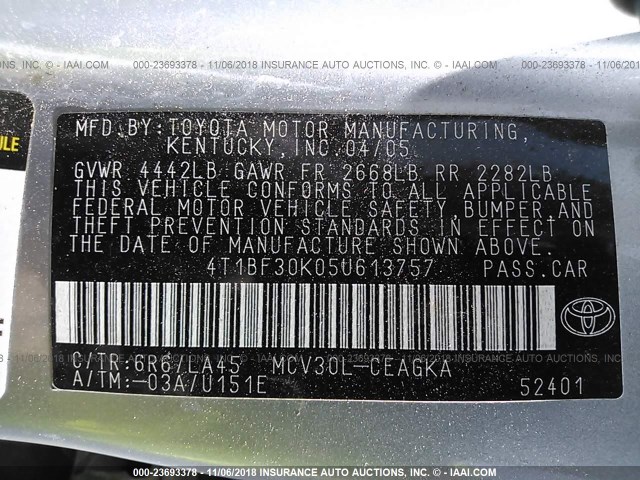 000-23693378 - 11/06/2018 INSURANCE AUTO AUCTIONS, INC. - © IAAI.COM
MFD.BY:TOYOTA MOTOR MANUFACTURING,
KENTUCKY,INC.04/05
GVWR 4442LB GAWR FR 2668LB RR 2282LB
THIS VEHICLE CONFORMS TO ALL APPLICABLE
FEDERAL MOTOR VEHICLE SAFETY,BUMPER,AND
THEFT PREVENTION STANDARDS IN EFFECT ON
THE DATE OF MANUFACTURE SHOWN ABOVE.
4T1BF30K05U613757 PASS.CAR
C/TR:6R6/LA45 MCV30L-CEAGKA
A/TM:-03A/U151E 52401
000-23693378 - 11/06/2018 INSURANCE AUTO AUCTIONS, INC. - © IAAI.COM